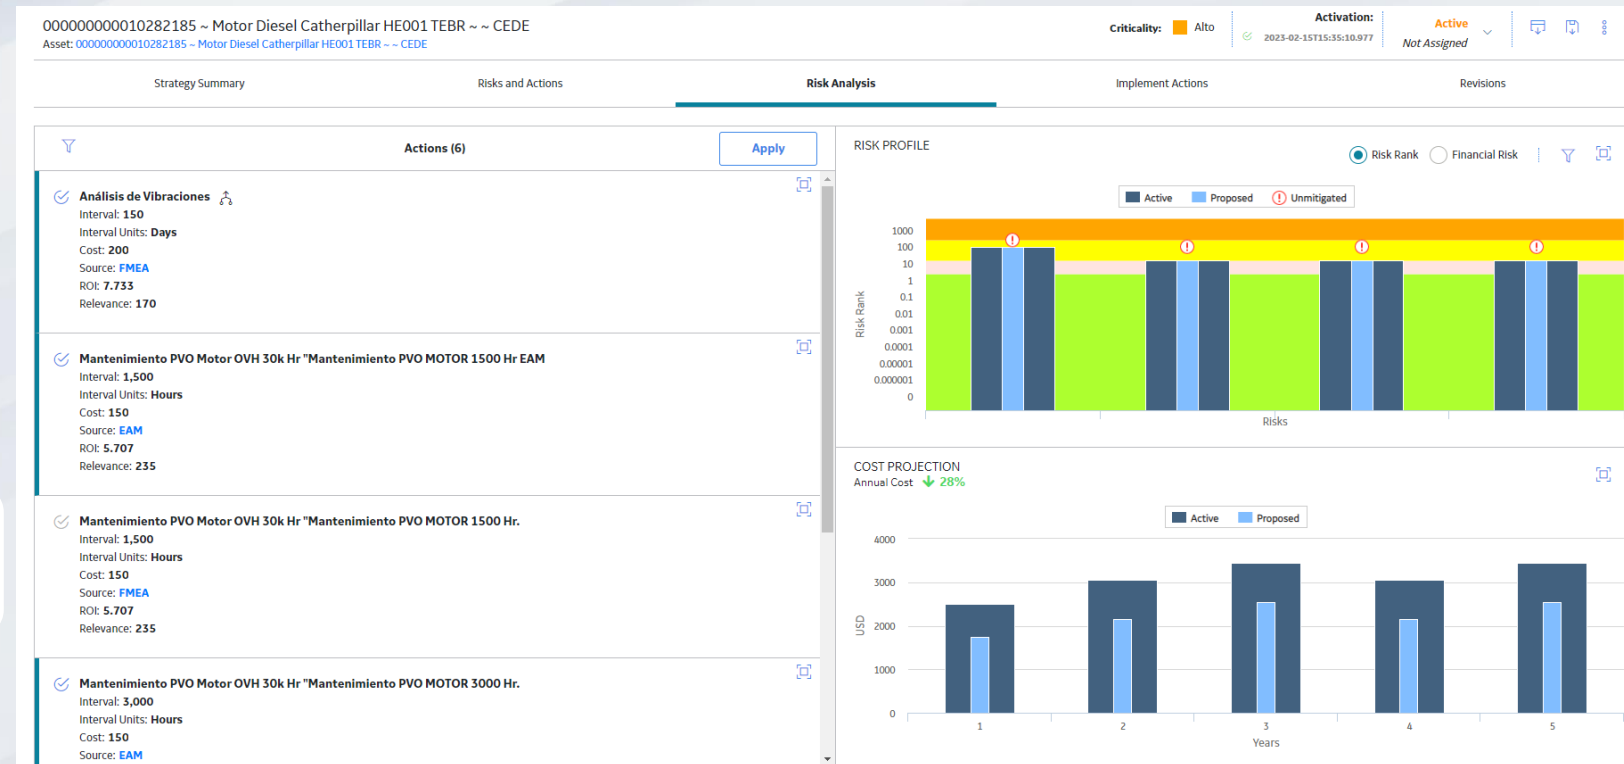 000000000010282185 ~ Motor Diesel Catherpillar HE001 TEBR ~ ~ CEDE
Asset: 000000000010282185 ~ Motor Diesel Catherpillar HE001 TEBR ~ ~ CEDE
Criticality: Alto
Activation:
2023-02-15T15:35:10.977
Active
Not Assigned
Strategy Summary
Risks and Actions
Risk Analysis
Implement Actions
Revisions
Actions (6)
Apply
Análisis de Vibraciones
Interval: 150
Interval Units: Days
Cost: 200
Source: FMEA
ROI: 7.733
Relevance: 170
Mantenimiento PVO Motor OVH 30k Hr "Mantenimiento PVO MOTOR 1500 Hr EAM
Interval: 1,500
Interval Units: Hours
Cost: 150
Source: EAM
ROI: 5.707
Relevance: 235
Mantenimiento PVO Motor OVH 30k Hr "Mantenimiento PVO MOTOR 1500 Hr.
Interval: 1,500
Interval Units: Hours
Cost: 150
Source: FMEA
ROI: 5.707
Relevance: 235
Mantenimiento PVO Motor OVH 30k Hr "Mantenimiento PVO MOTOR 3000 Hr.
Interval: 3,000
Interval Units: Hours
Cost: 150
Source: EAM
RISK PROFILE
Risk Rank
Financial Risk
Active
Proposed
Unmitigated
1000
100
10
1
0.1
0.01
0.001
0.0001
0.00001
0.000001
0
Risk Rank
Risks
COST PROJECTION
Annual Cost 28%
Active
Proposed
4000
3000
2000
1000
0
USD
1
2
3
4
5
Years